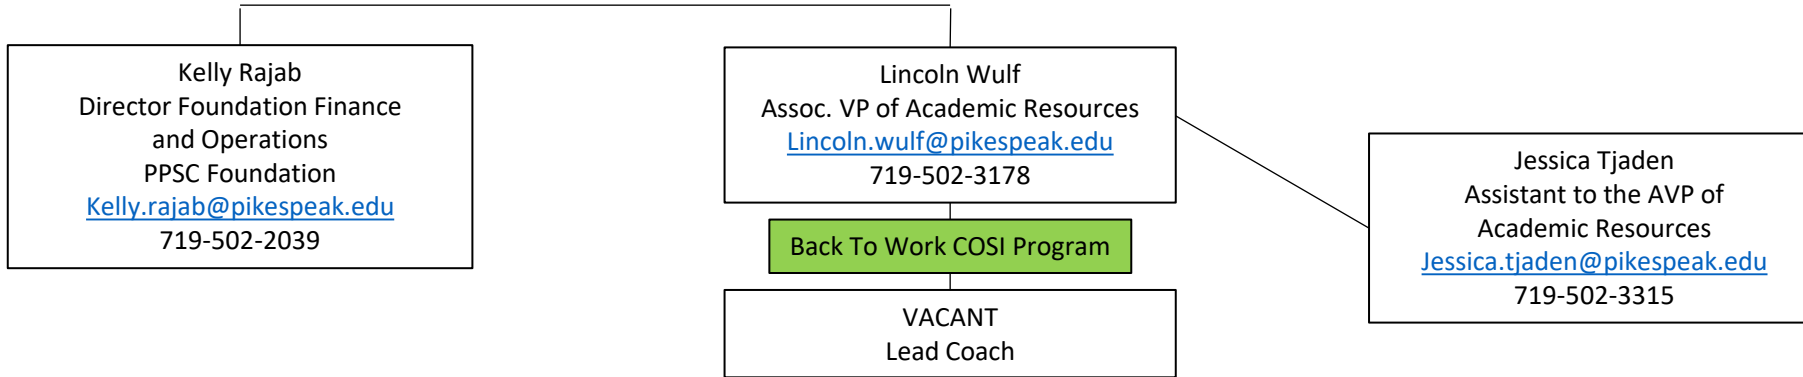 Kelly Rajab
Director Foundation Finance
and Operations
PPSC Foundation
Kelly.rajab@pikespeak.edu
719-502-2039
Lincoln Wulf
Assoc. VP of Academic Resources
Lincoln.wulf@pikespeak.edu
719-502-3178
Back To Work COSI Program
VACANT
Lead Coach
Jessica Tjaden
Assistant to the AVP of
Academic Resources
Jessica.tjaden@pikespeak.edu
719-502-3315